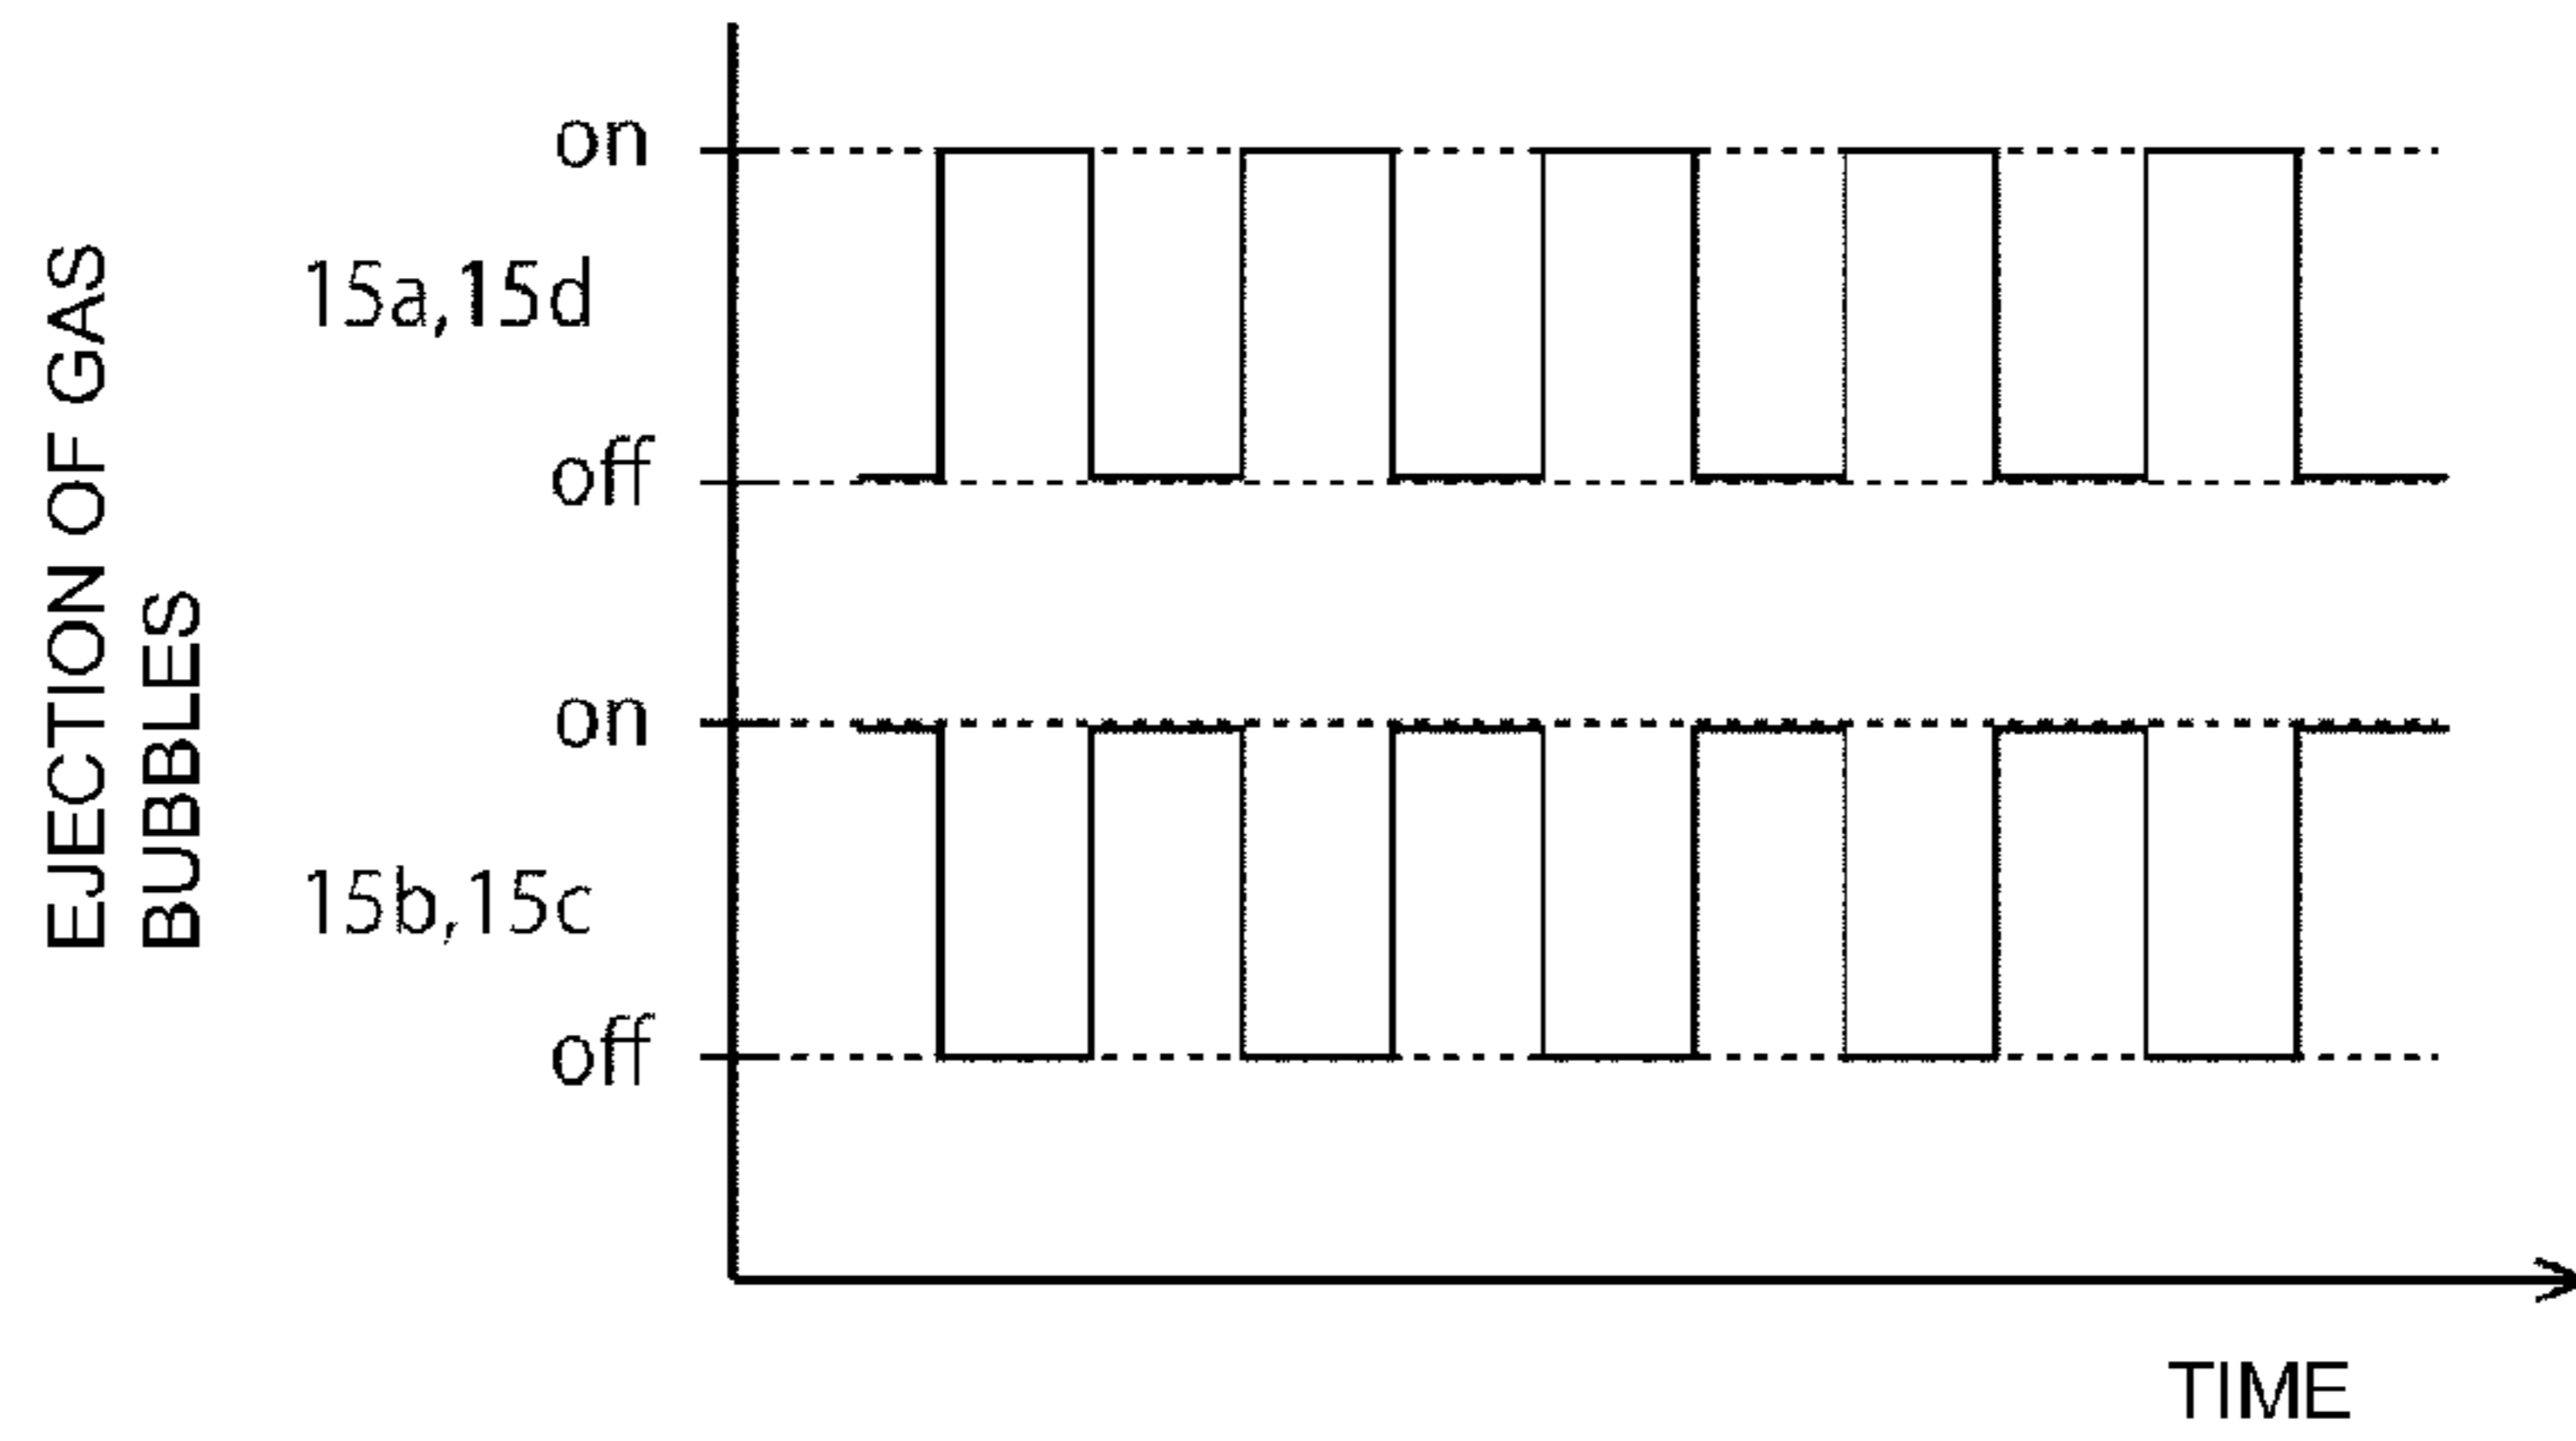 EJECTION OF GAS
BUBBLES
on
15a,15d
off
on
15b,15c
off
TIME